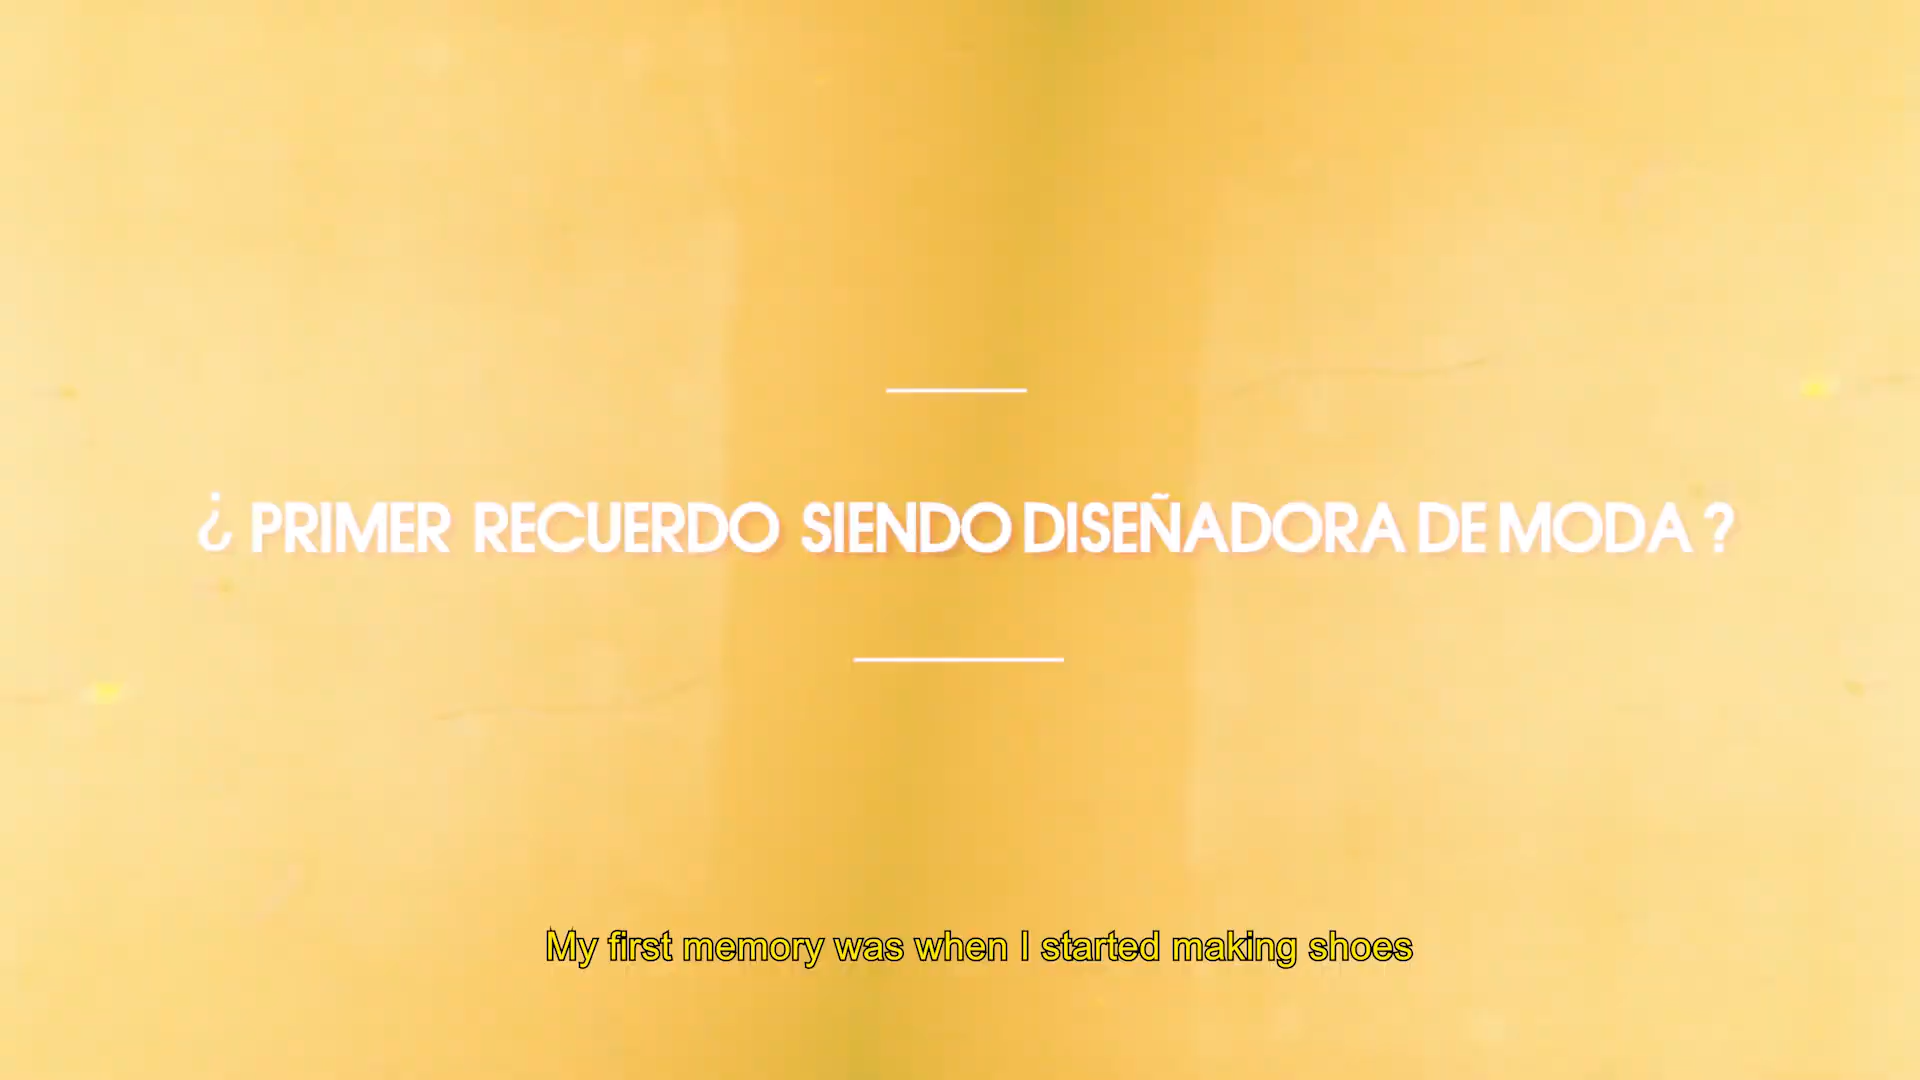 ¿ PRIMER RECUERDO SIENDO DISEÑADORA DE MODA ?
My first memory was when I started making shoes